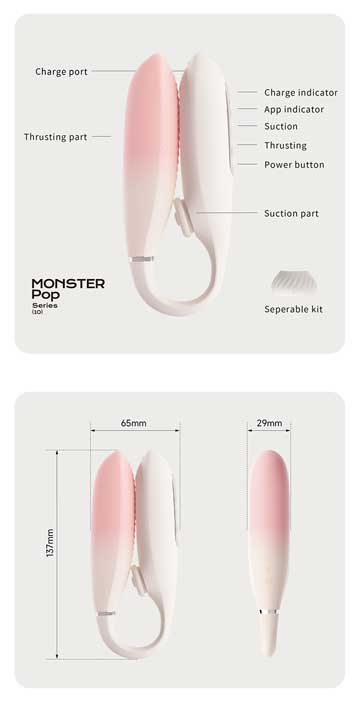 Charge port
Charge indicator
App indicator
Suction
Thrusting part
Thrusting
Power button
Suction part
MONSTER
Pop
Series
(10)
Seperable kit
65mm
29mm
137mm